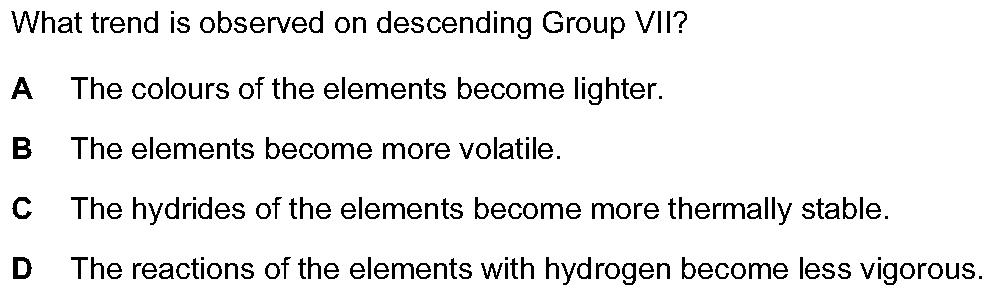 What trend is observed on descending Group VII?
A The colours of the elements become lighter.
B The elements become more volatile.
C The hydrides of the elements become more thermally stable.
D The reactions of the elements with hydrogen become less vigorous.